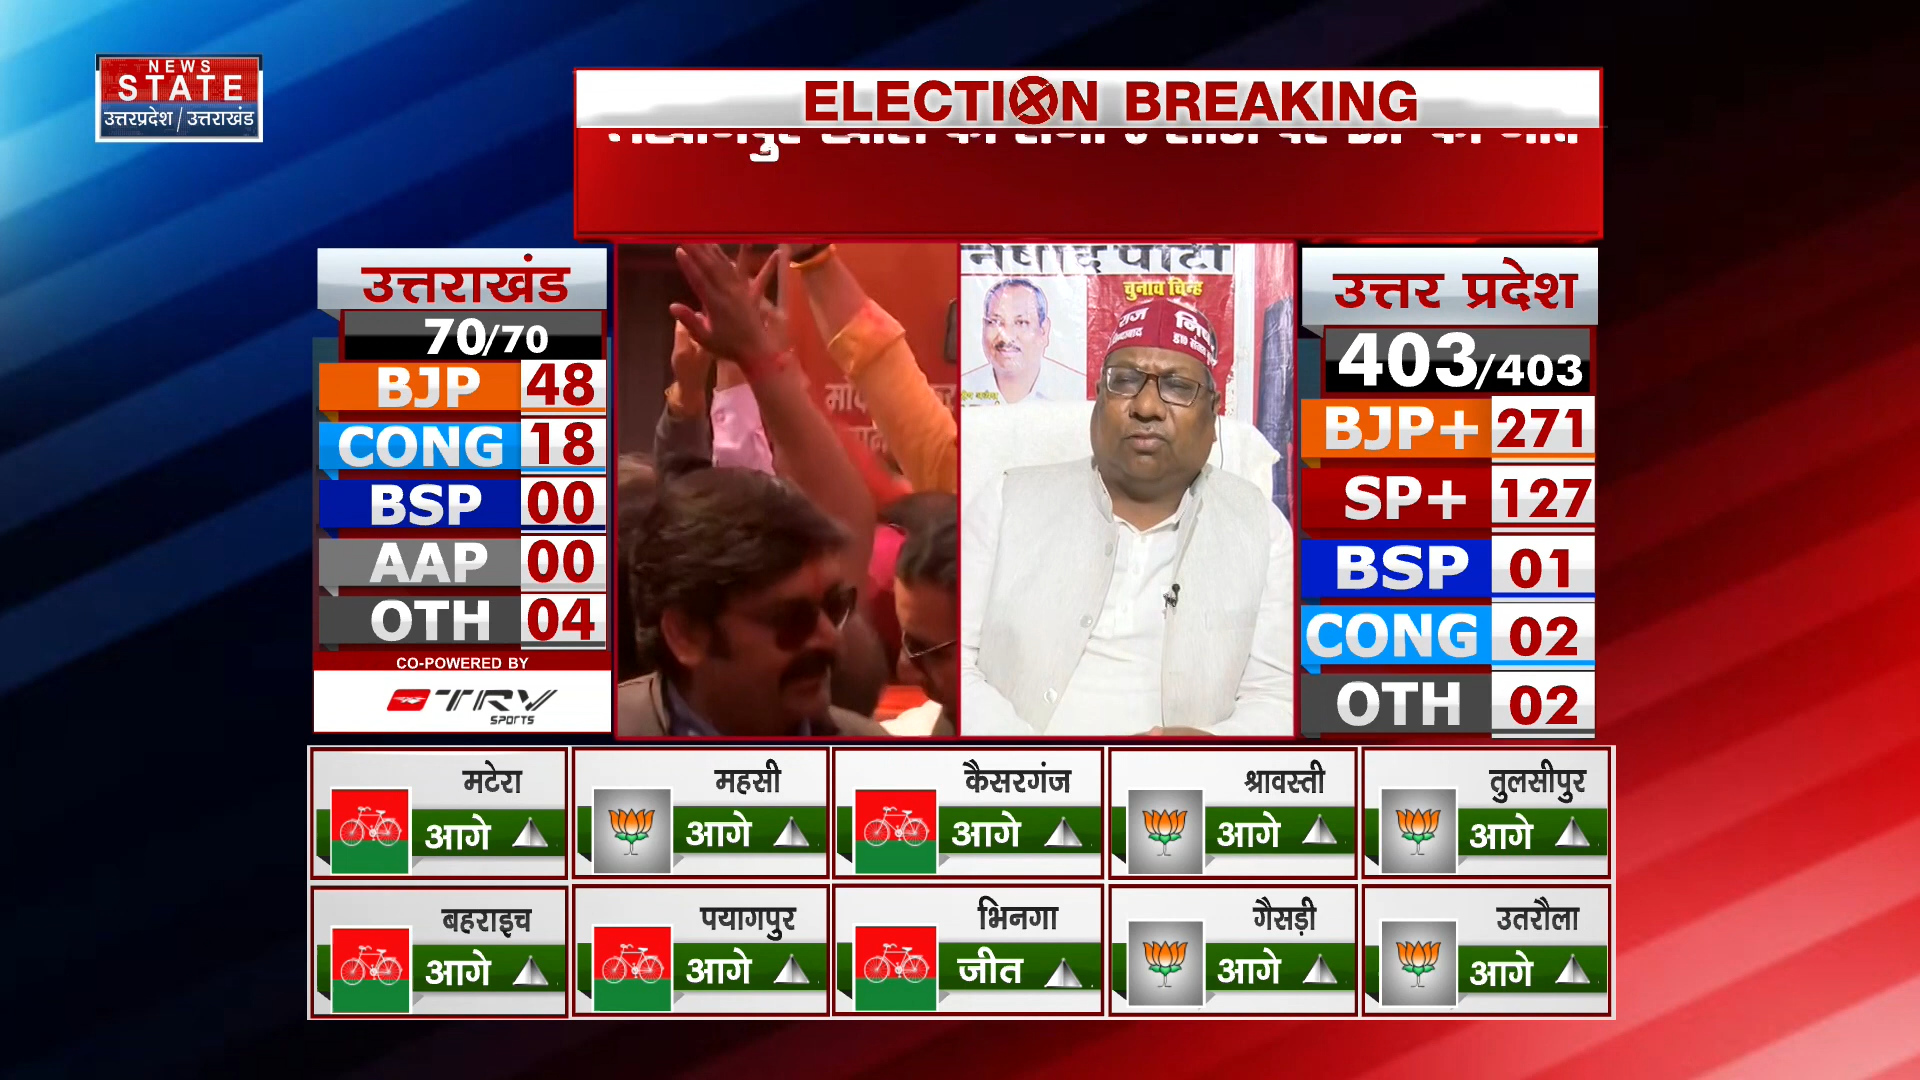 NEWS
STATE
उत्तरप्रदेश / उत्तराखंड
ELECTION BREAKING
उत्तराखंड
70/70
BJP 48
CONG 18
BSP 00
AAP 00
OTH 04
CO-POWERED BY
TRV
SPORTS
निषाद पार्टी
चुनाव चिन्ह
राज
उत्तर प्रदेश
403/403
BJP+ 271
SP+ 127
BSP 01
CONG 02
OTH 02
मटेरा
आगे
महसी
आगे
कैसरगंज
आगे
श्रावस्ती
आगे
तुलसीपुर
आगे
बहराइच
आगे
पयागपुर
आगे
भिनगा
जीत
गैसड़ी
आगे
उतरौला
आगे